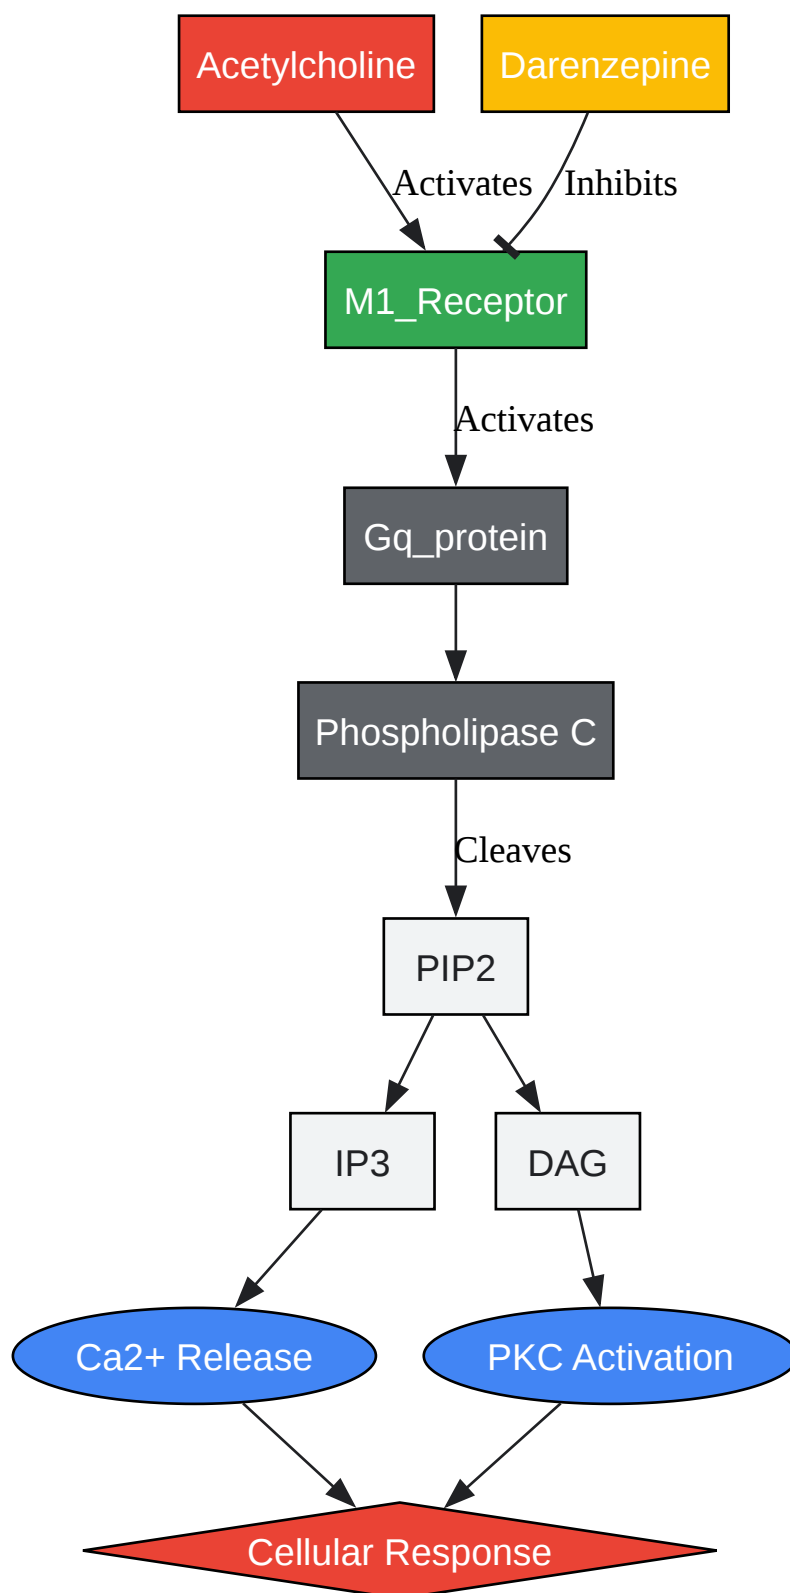 Acetylcholine
Darenzepine
Activates
Inhibits
M1_Receptor
Activates
Gq_protein
Phospholipase C
Cleaves
PIP2
IP3
DAG
Ca2+ Release
PKC Activation
Cellular Response